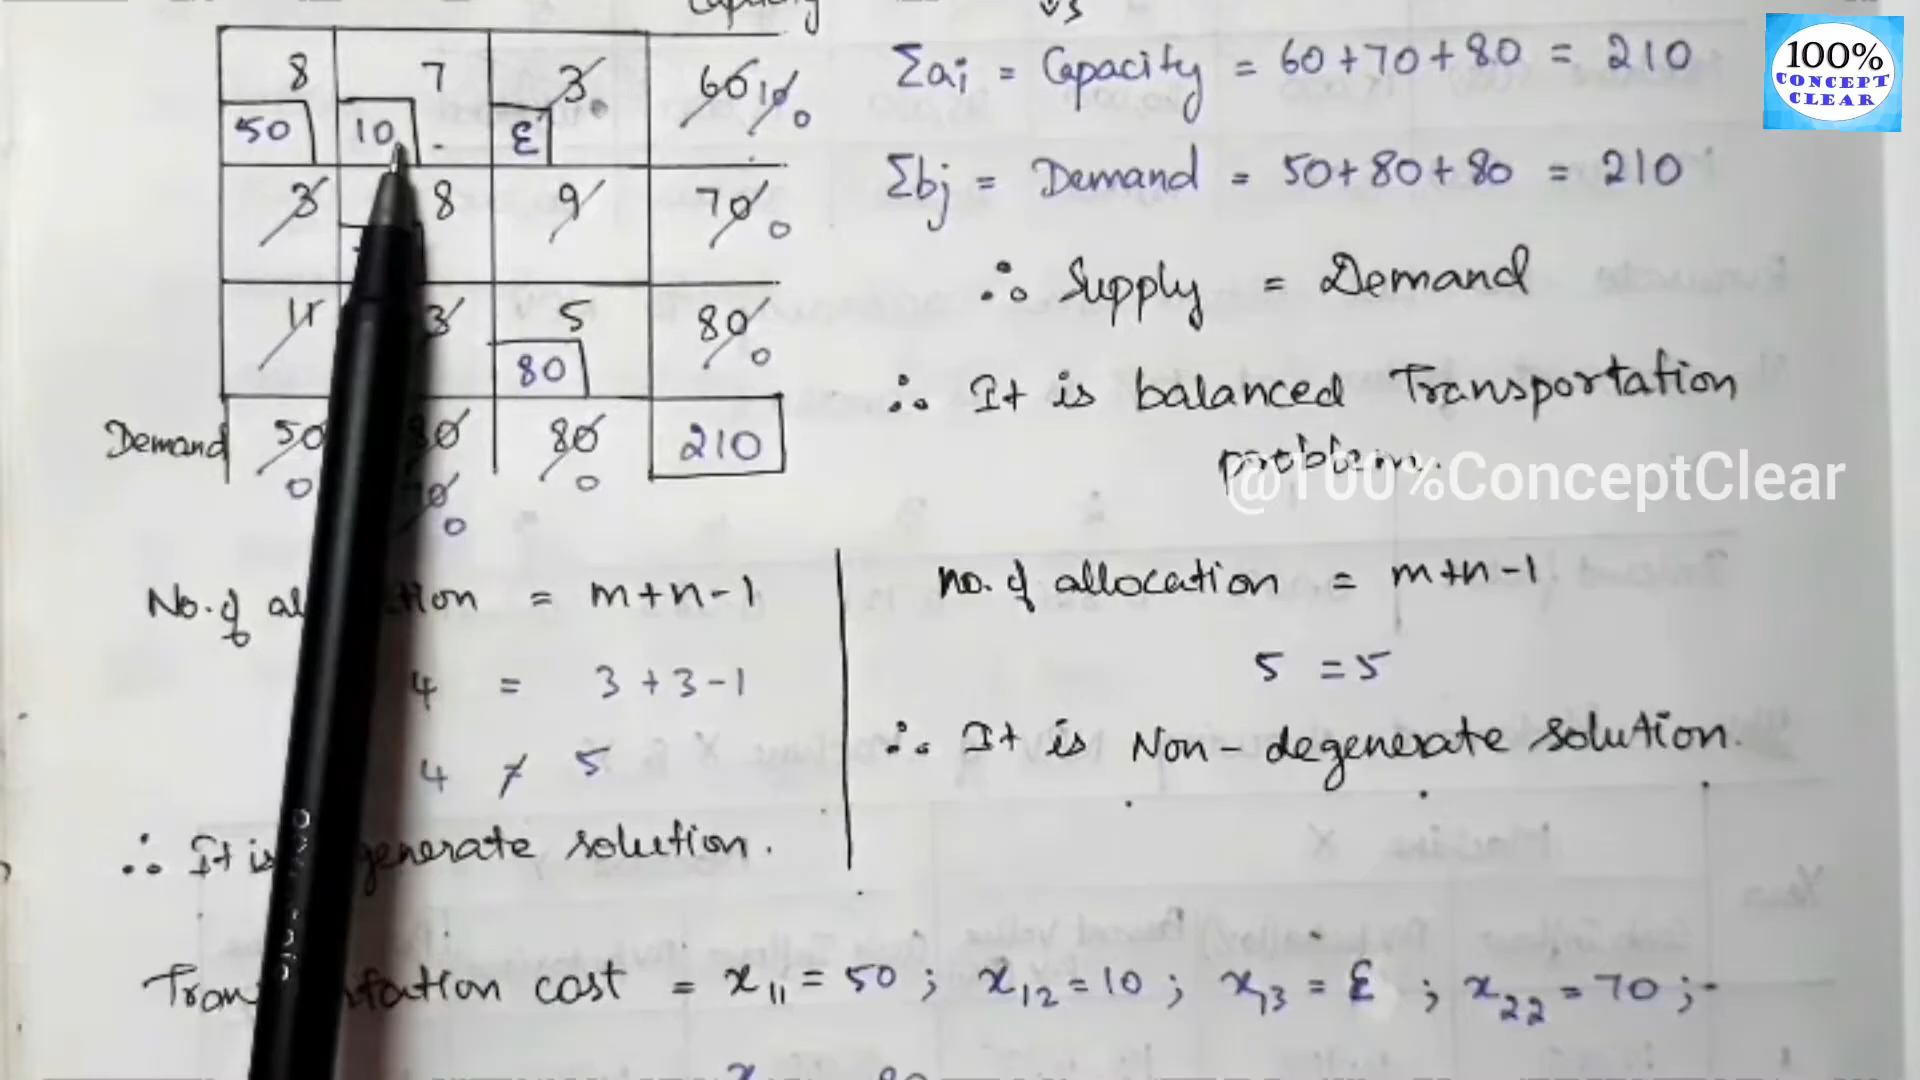 100%
CONCEPT
CLEAR
8 7 3 60 10 0
50 10 ε
3 8 9 70 0
11 3 5 80 0
80
Demand 50 80 80 210
0 70 0 0
Σai = Capacity = 60+70+80 = 210
Σbj = Demand = 50+80+80 = 210
∴ Supply = Demand
∴ It is balanced Transportation
problem.
@100%ConceptClear
No. of = m+n-1
4 = 3+3-1
4 ≠ 5
∴ It is solution.
no. of allocation = m+n-1
5 = 5
∴ It is Non-degenerate solution.
cost = x11 = 50 ; x12 = 10 ; x13 = ε ; x22 = 70 ;